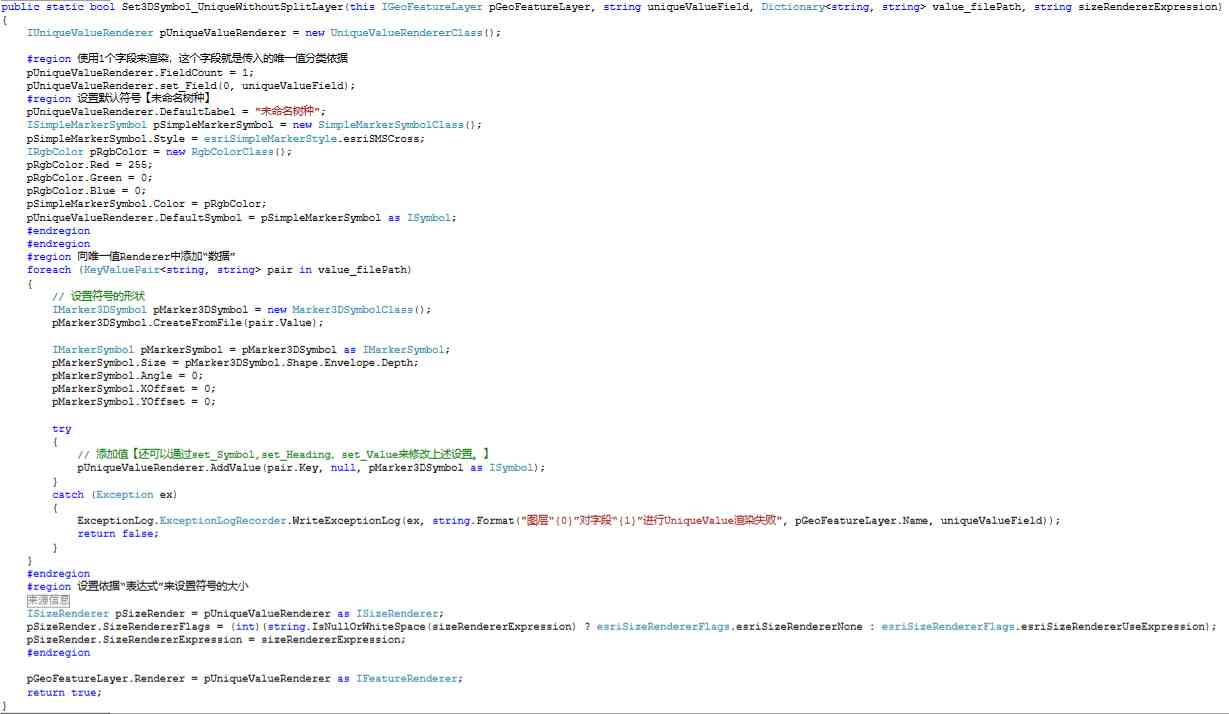 public static bool Set3DSymbol_UniqueWithoutSplitLayer(this IGeoFeatureLayer pGeoFeatureLayer, string uniqueValueField, Dictionary<string, string> value_filePath, string sizeRendererExpression)
{
    IUniqueValueRenderer pUniqueValueRenderer = new UniqueValueRendererClass();

    #region 使用1个字段来渲染，这个字段就是传入的唯一值分类依据
    pUniqueValueRenderer.FieldCount = 1;
    pUniqueValueRenderer.set_Field(0, uniqueValueField);
    #region 设置默认符号【未命名树种】
    pUniqueValueRenderer.DefaultLabel = "未命名树种";
    ISimpleMarkerSymbol pSimpleMarkerSymbol = new SimpleMarkerSymbolClass();
    pSimpleMarkerSymbol.Style = esriSimpleMarkerStyle.esriSMSCross;
    IRgbColor pRgbColor = new RgbColorClass();
    pRgbColor.Red = 255;
    pRgbColor.Green = 0;
    pRgbColor.Blue = 0;
    pSimpleMarkerSymbol.Color = pRgbColor;
    pUniqueValueRenderer.DefaultSymbol = pSimpleMarkerSymbol as ISymbol;
    #endregion
    #endregion
    #region 向唯一值Renderer中添加“数据”
    foreach (KeyValuePair<string, string> pair in value_filePath)
    {
        // 设置符号的形状
        IMarker3DSymbol pMarker3DSymbol = new Marker3DSymbolClass();
        pMarker3DSymbol.CreateFromFile(pair.Value);

        IMarkerSymbol pMarkerSymbol = pMarker3DSymbol as IMarkerSymbol;
        pMarkerSymbol.Size = pMarker3DSymbol.Shape.Envelope.Depth;
        pMarkerSymbol.Angle = 0;
        pMarkerSymbol.XOffset = 0;
        pMarkerSymbol.YOffset = 0;

        try
        {
            // 添加值【还可以通过set_Symbol,set_Heading、set_Value来修改上述设置。】
            pUniqueValueRenderer.AddValue(pair.Key, null, pMarker3DSymbol as ISymbol);
        }
        catch (Exception ex)
        {
            ExceptionLog.ExceptionLogRecorder.WriteExceptionLog(ex, string.Format("图层“{0}”对字段“{1}”进行UniqueValue渲染失败", pGeoFeatureLayer.Name, uniqueValueField));
            return false;
        }
    }
    #endregion
    #region 设置依据“表达式”来设置符号的大小
    来源信息
    ISizeRenderer pSizeRender = pUniqueValueRenderer as ISizeRenderer;
    pSizeRender.SizeRendererFlags = (int)(string.IsNullOrWhiteSpace(sizeRendererExpression) ? esriSizeRendererFlags.esriSizeRendererNone : esriSizeRendererFlags.esriSizeRendererUseExpression);
    pSizeRender.SizeRendererExpression = sizeRendererExpression;
    #endregion

    pGeoFeatureLayer.Renderer = pUniqueValueRenderer as IFeatureRenderer;
    return true;
}